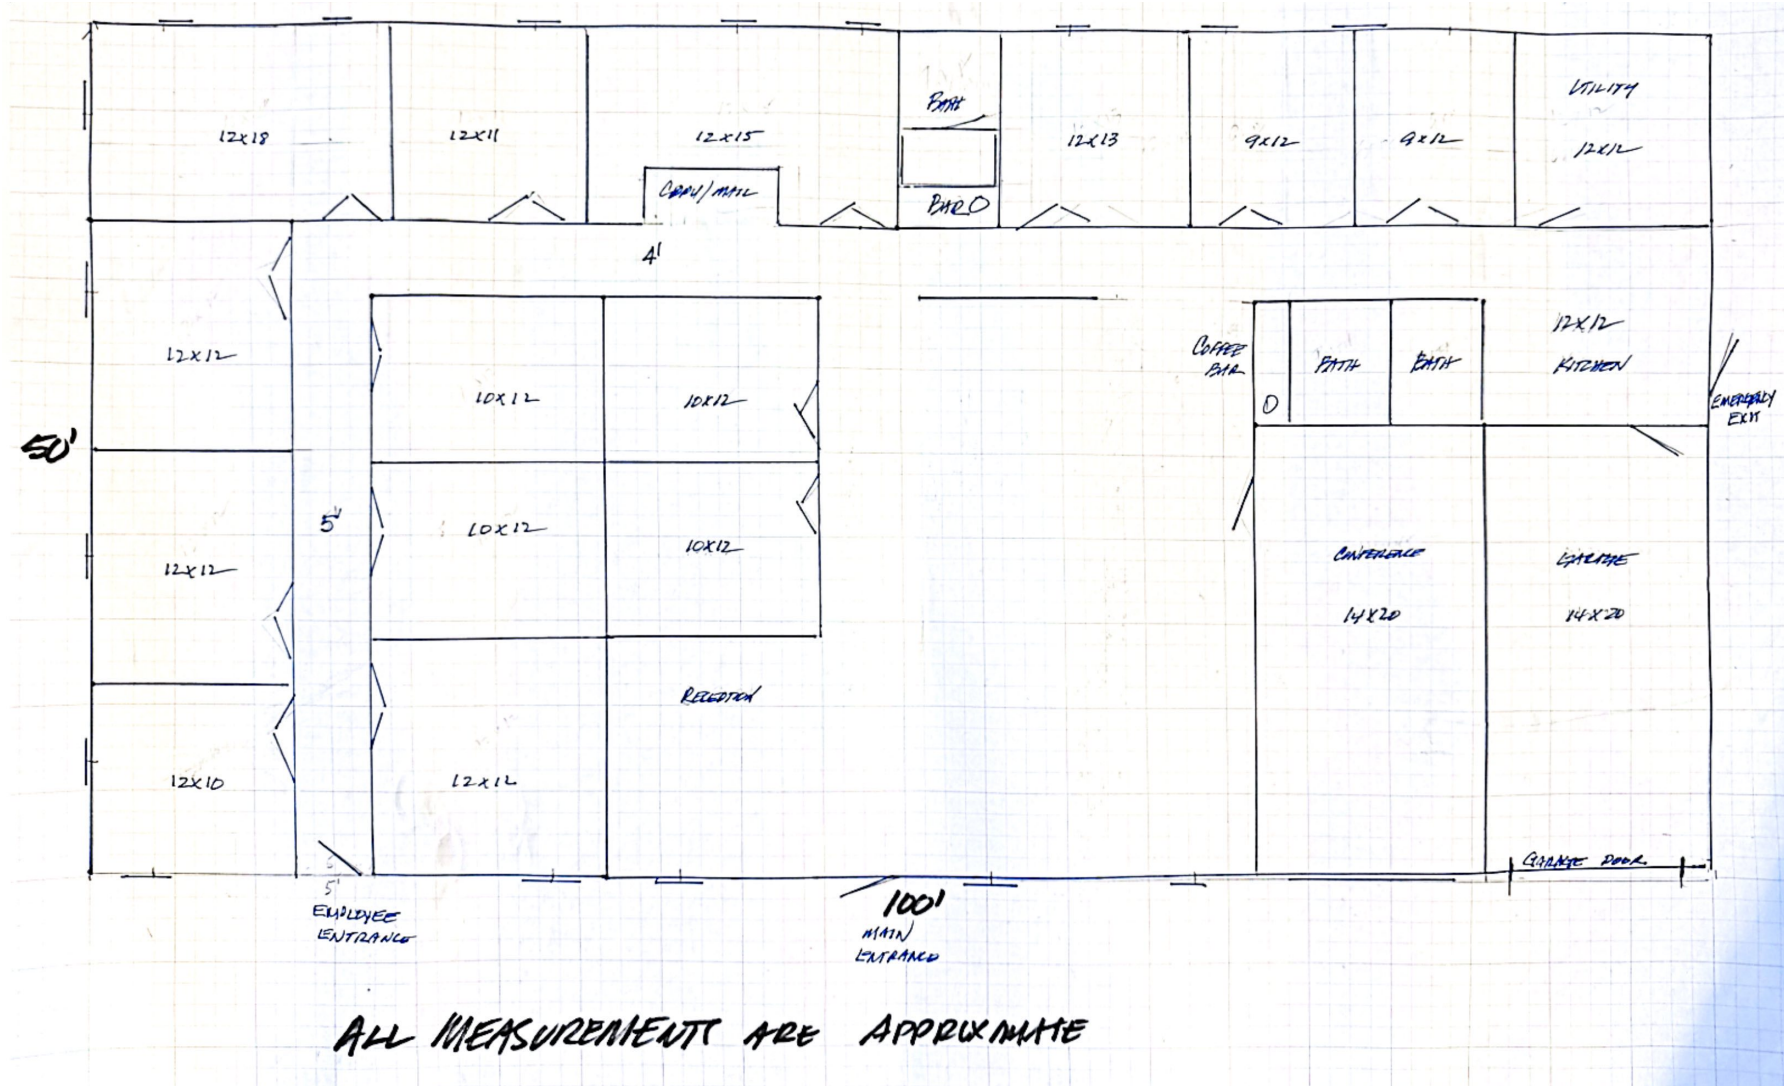 12x18
12x11
12x15
COPY/MAIL
BATH
BAR
12x13
9x12
9x12
UTILITY
12x12
4'
12x12
10x12
10x12
COFFEE
BAR
BATH
BATH
12x12
KITCHEN
EMERGENCY
EXIT
50'
5'
12x12
10x12
10x12
CONFERENCE
14x20
GARAGE
14x20
RECEPTION
12x10
12x12
GARAGE DOOR
5'
EMPLOYEE
ENTRANCE
100'
MAIN
ENTRANCE
ALL MEASUREMENTS ARE APPROXIMATE